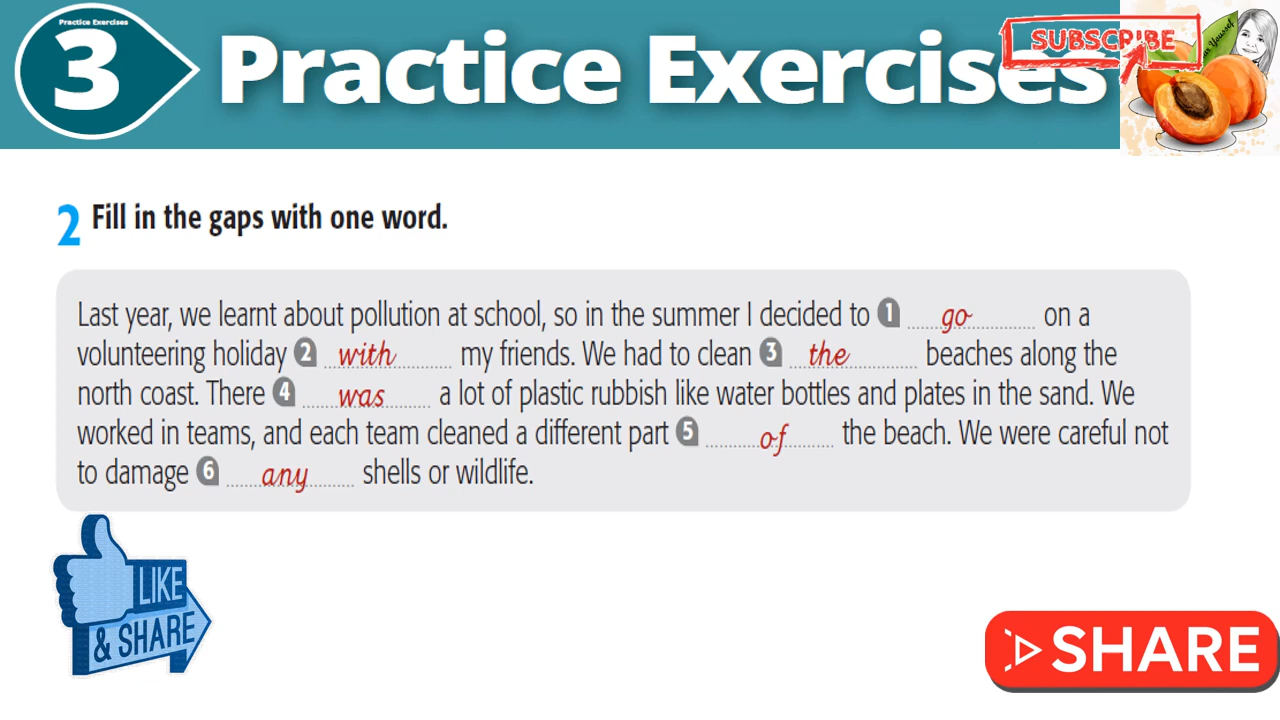 Practice Exercises
3 Practice Exercises
SUBSCRIBE
Youssef
2 Fill in the gaps with one word.
Last year, we learnt about pollution at school, so in the summer I decided to 1 go on a
volunteering holiday 2 with my friends. We had to clean 3 the beaches along the
north coast. There 4 was a lot of plastic rubbish like water bottles and plates in the sand. We
worked in teams, and each team cleaned a different part 5 of the beach. We were careful not
to damage 6 any shells or wildlife.
LIKE
& SHARE
SHARE